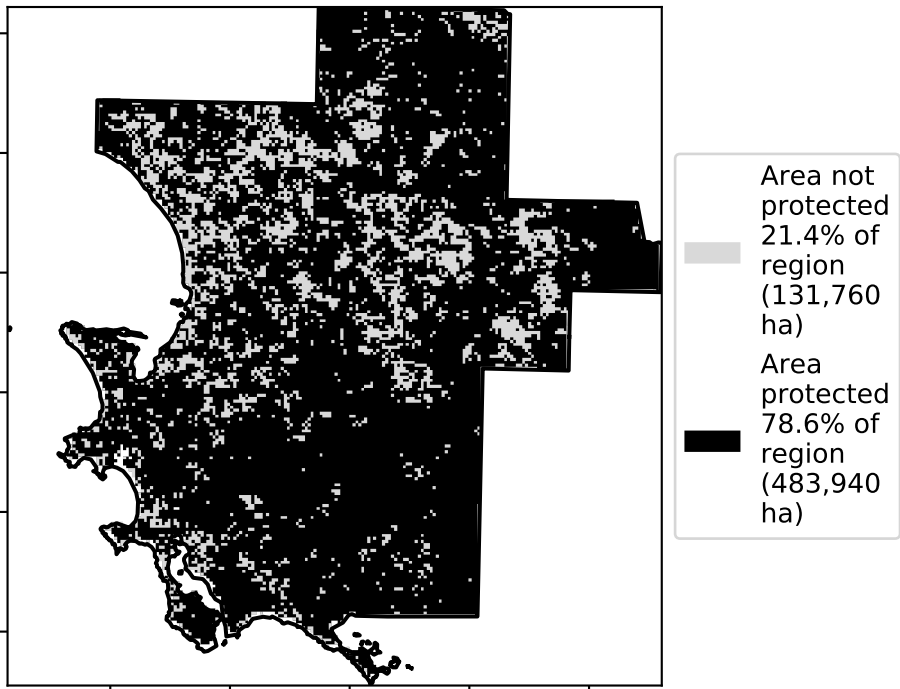 Area not
protected
21.4% of
region
(131,760
ha)
Area
protected
78.6% of
region
(483,940
ha)